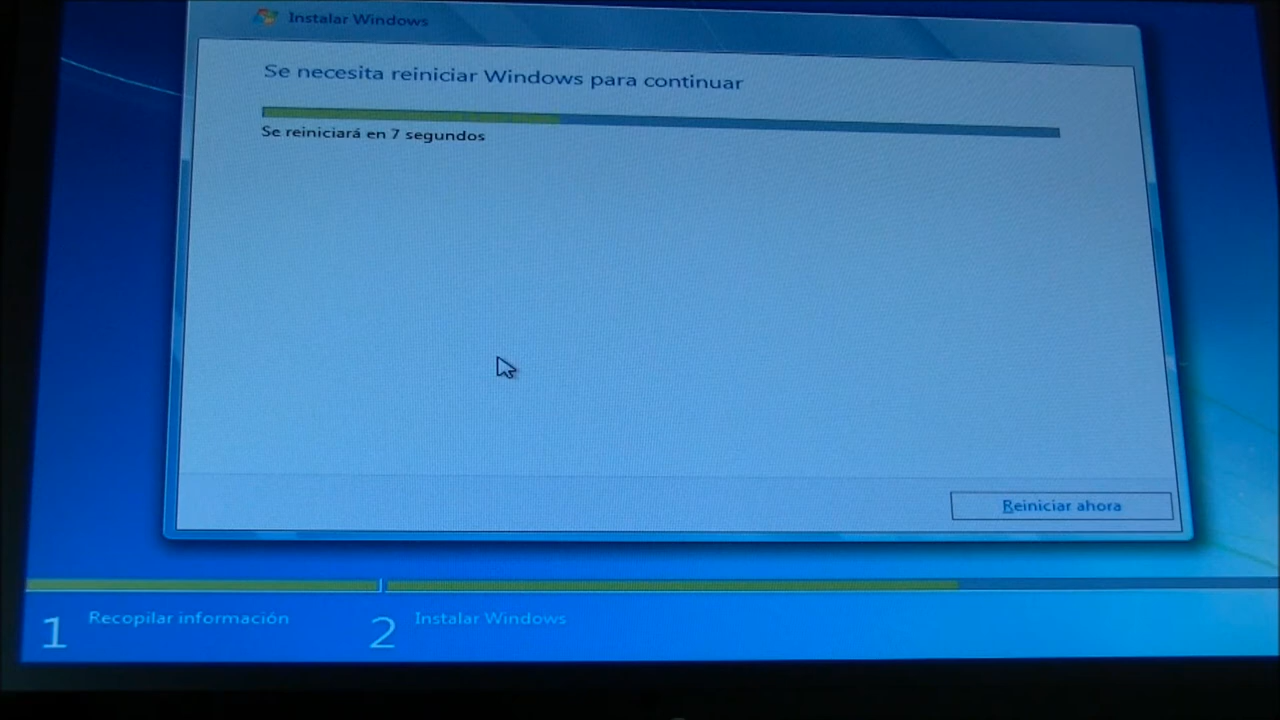 Instalar Windows
Se necesita reiniciar Windows para continuar
Se reiniciará en 7 segundos
Reiniciar ahora
1 Recopilar información
2 Instalar Windows